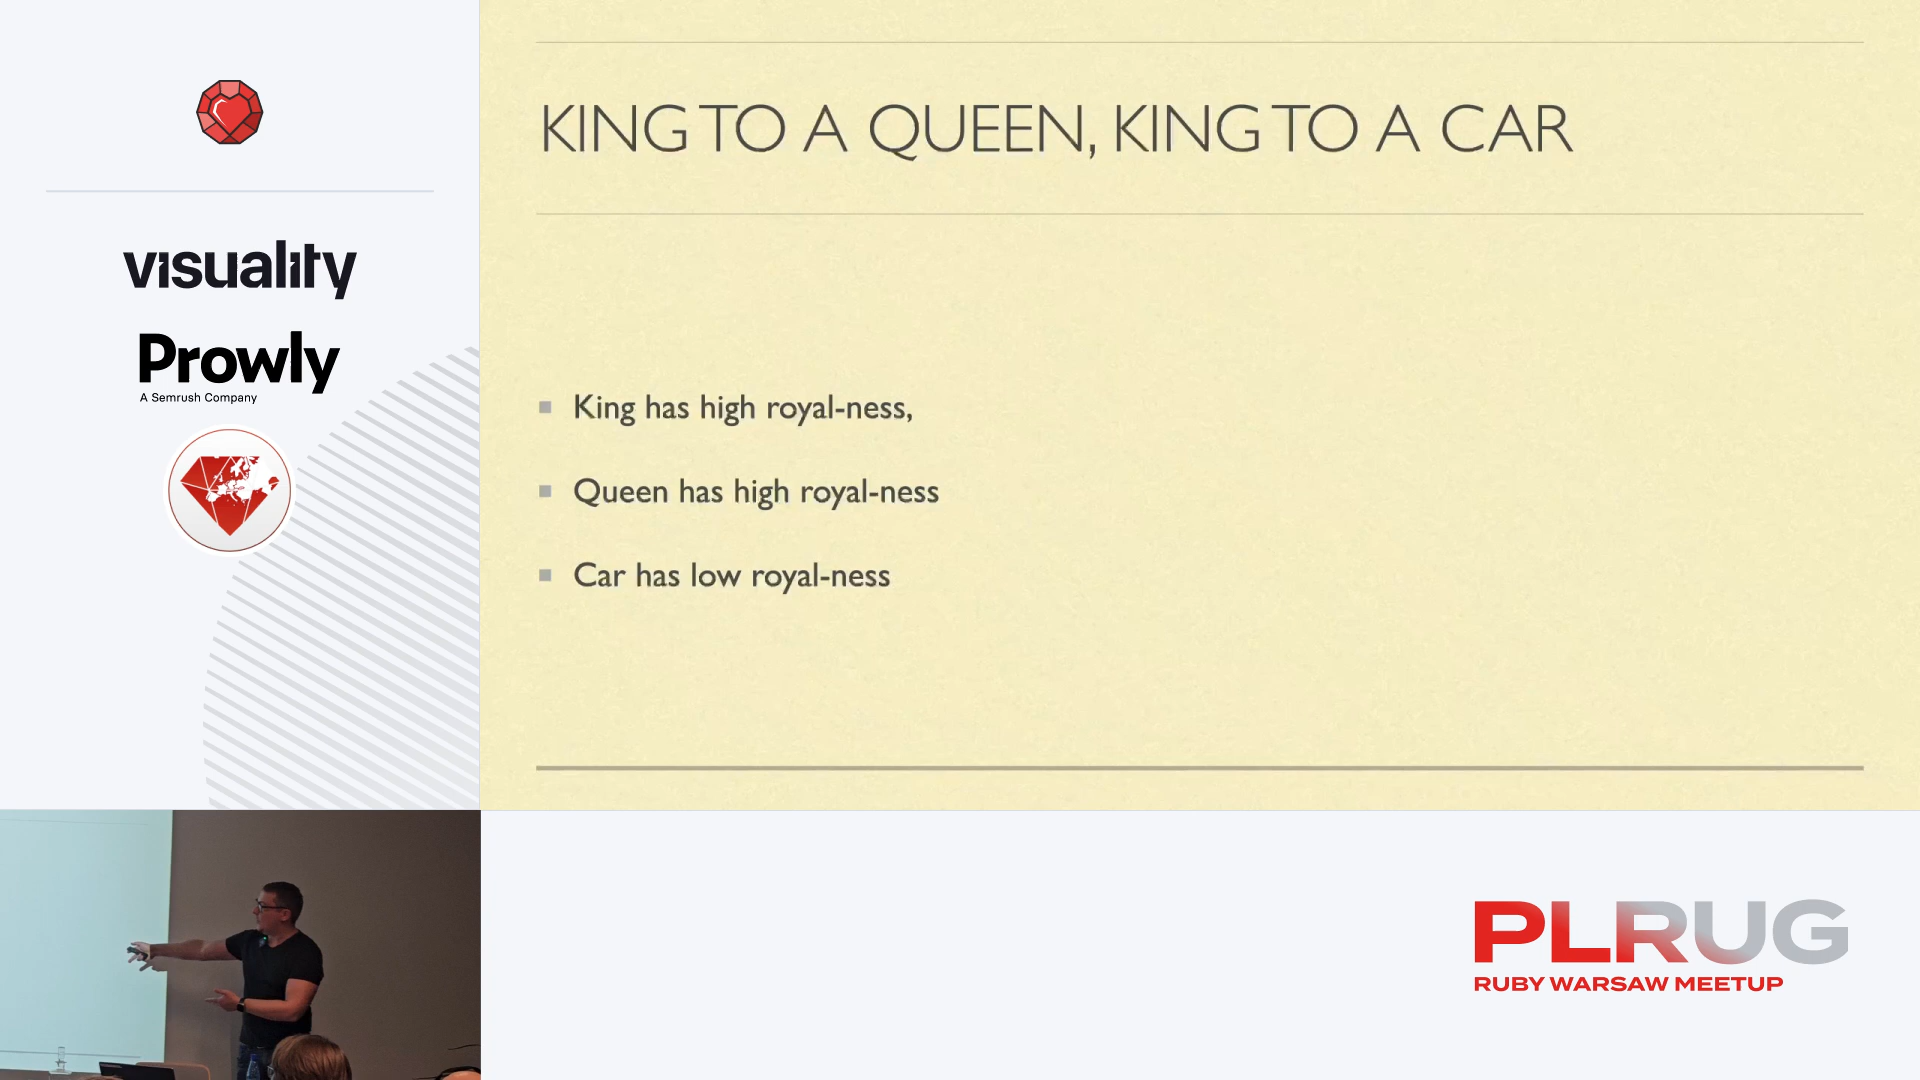 visuality
Prowly
A Semrush Company
KING TO A QUEEN, KING TO A CAR
King has high royal-ness,
Queen has high royal-ness
Car has low royal-ness
PLRUG
RUBY WARSAW MEETUP